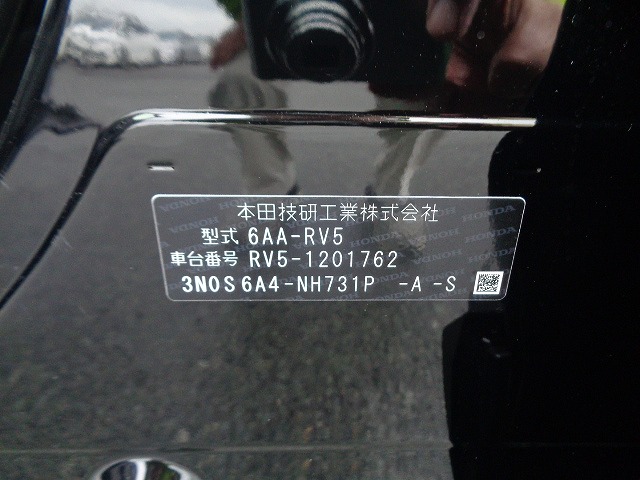 本田技研工業株式会社
型式 6AA-RV5
車台番号 RV5-1201762
3N0S6A4-NH731P -A -S